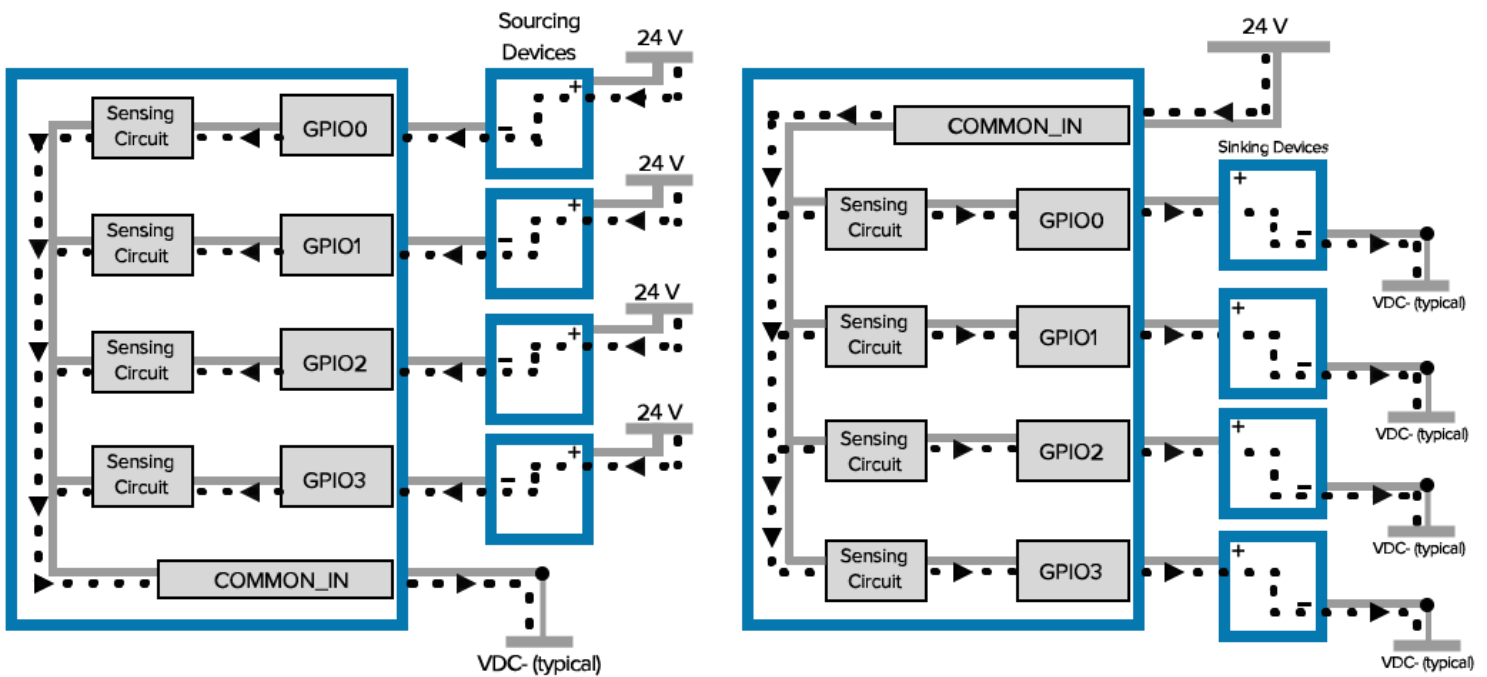 Sourcing
Devices
24 V
+
-
Sensing
Circuit
GPIO0
24 V
+
-
Sensing
Circuit
GPIO1
24 V
+
-
Sensing
Circuit
GPIO2
24 V
+
-
Sensing
Circuit
GPIO3
COMMON_IN
VDC- (typical)
24 V
COMMON_IN
Sinking Devices
Sensing
Circuit
GPIO0
+
-
VDC- (typical)
Sensing
Circuit
GPIO1
+
-
VDC- (typical)
Sensing
Circuit
GPIO2
+
-
VDC- (typical)
Sensing
Circuit
GPIO3
+
-
VDC- (typical)